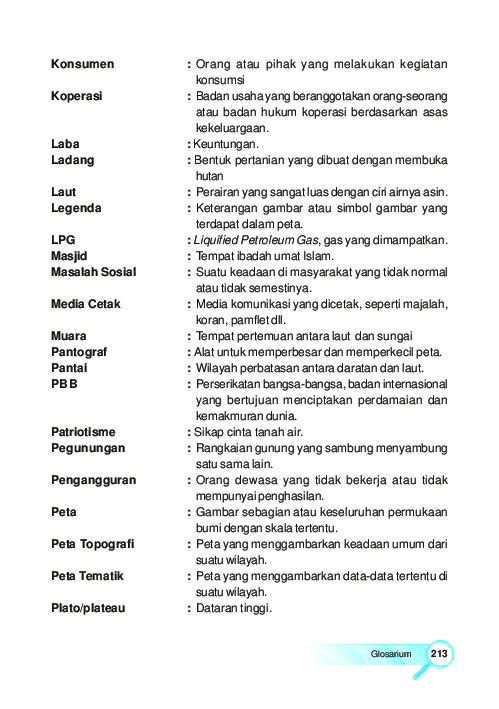 Konsumen : Orang atau pihak yang melakukan kegiatan
konsumsi
Koperasi : Badan usaha yang beranggotakan orang-seorang
atau badan hukum koperasi berdasarkan asas
kekeluargaan.
Laba : Keuntungan.
Ladang : Bentuk pertanian yang dibuat dengan membuka
hutan
Laut : Perairan yang sangat luas dengan ciri airnya asin.
Legenda : Keterangan gambar atau simbol gambar yang
terdapat dalam peta.
LPG : Liquified Petroleum Gas, gas yang dimampatkan.
Masjid : Tempat ibadah umat Islam.
Masalah Sosial : Suatu keadaan di masyarakat yang tidak normal
atau tidak semestinya.
Media Cetak : Media komunikasi yang dicetak, seperti majalah,
koran, pamflet dll.
Muara : Tempat pertemuan antara laut dan sungai
Pantograf : Alat untuk memperbesar dan memperkecil peta.
Pantai : Wilayah perbatasan antara daratan dan laut.
PBB : Perserikatan bangsa-bangsa, badan internasional
yang bertujuan menciptakan perdamaian dan
kemakmuran dunia.
Patriotisme : Sikap cinta tanah air.
Pegunungan : Rangkaian gunung yang sambung menyambung
satu sama lain.
Pengangguran : Orang dewasa yang tidak bekerja atau tidak
mempunyai penghasilan.
Peta : Gambar sebagian atau keseluruhan permukaan
bumi dengan skala tertentu.
Peta Topografi : Peta yang menggambarkan keadaan umum dari
suatu wilayah.
Peta Tematik : Peta yang menggambarkan data-data tertentu di
suatu wilayah.
Plato/plateau : Dataran tinggi.
Glosarium 213